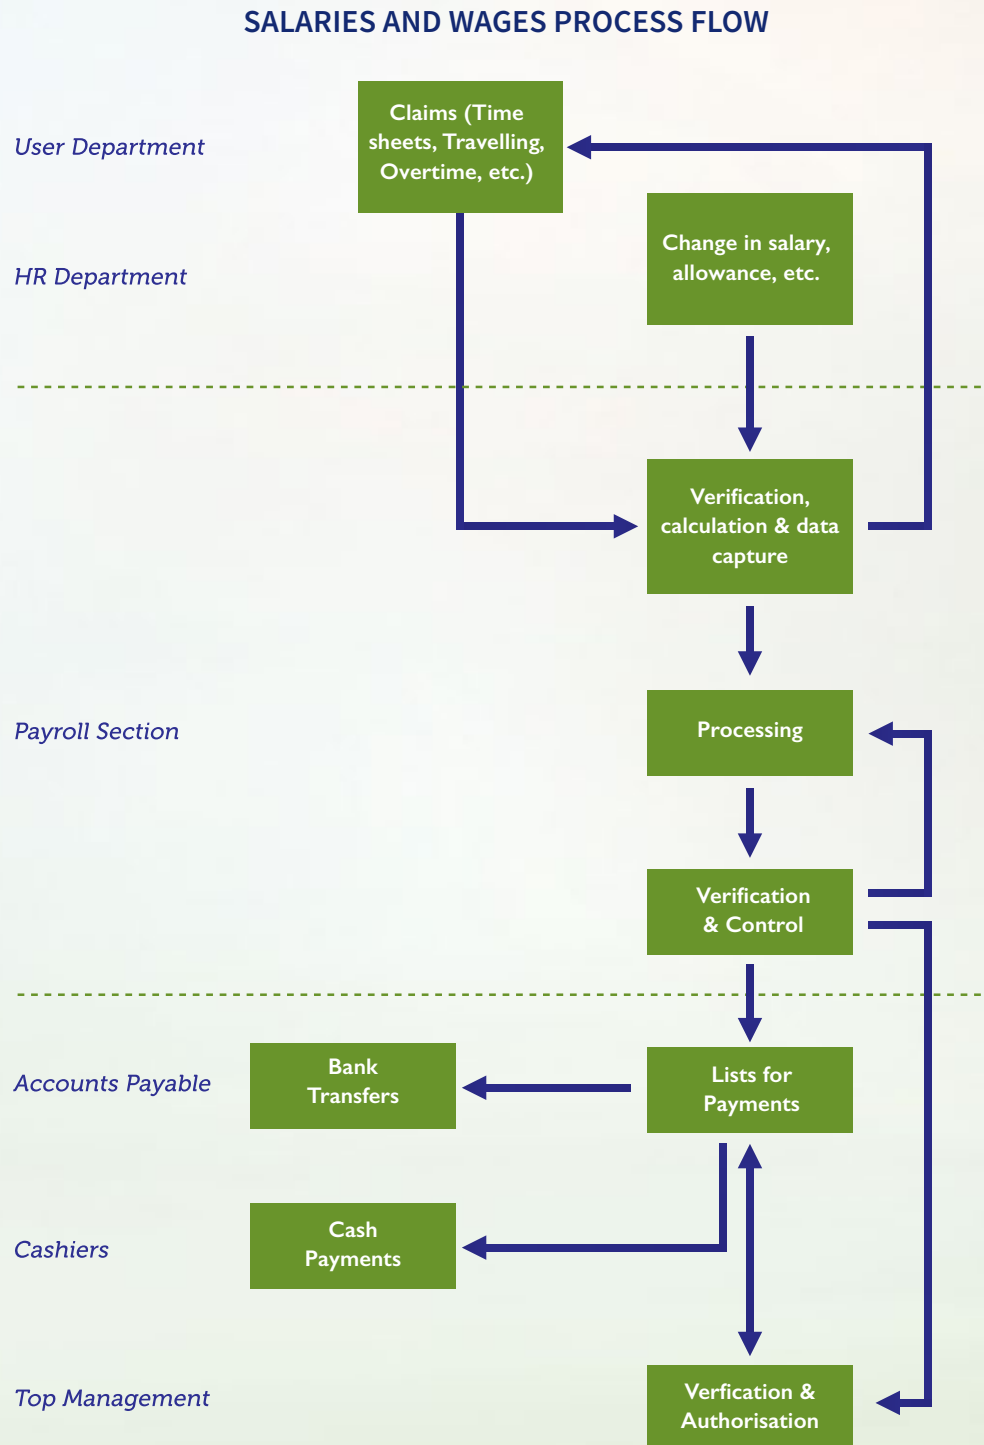 SALARIES AND WAGES PROCESS FLOW
User Department
Claims (Time
sheets, Travelling,
Overtime, etc.)
HR Department
Change in salary,
allowance, etc.
Verification,
calculation & data
capture
Payroll Section
Processing
Verification
& Control
Accounts Payable
Bank
Transfers
Lists for
Payments
Cashiers
Cash
Payments
Top Management
Verfication &
Authorisation